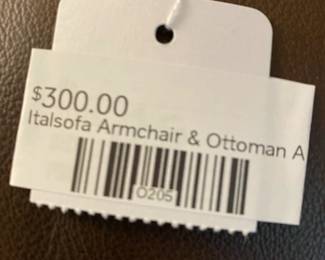 $300.00
Italsofa Armchair & Ottoman A
O205